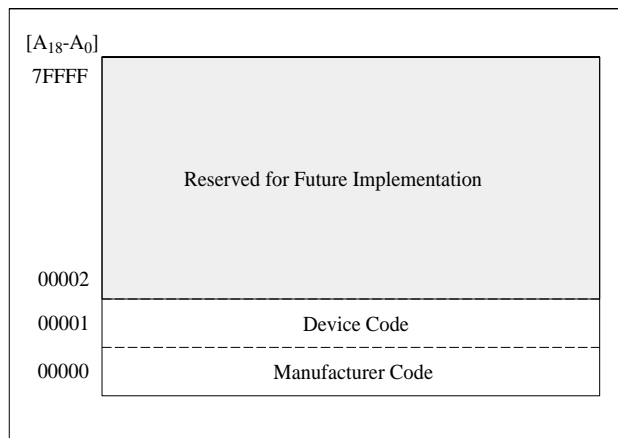 [A18-A0]
7FFFF
Reserved for Future Implementation
00002
00001 Device Code
00000 Manufacturer Code